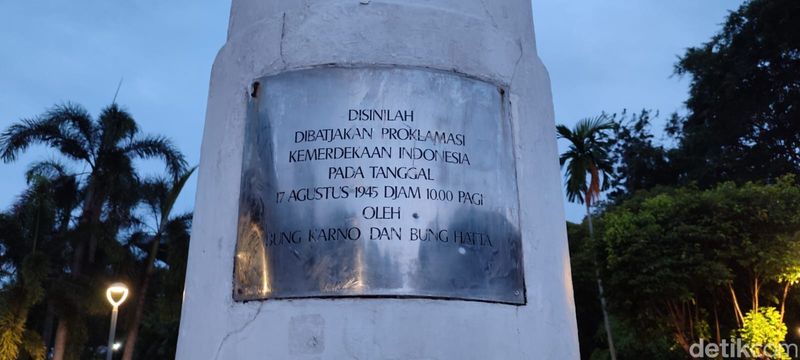 DISINILAH
DIBATJAKAN PROKLAMASI
KEMERDEKAAN INDONESIA
PADA TANGGAL
17 AGUSTUS 1945 DJAM 10.00 PAGI
OLEH
BUNG KARNO DAN BUNG HATTA
detikcom